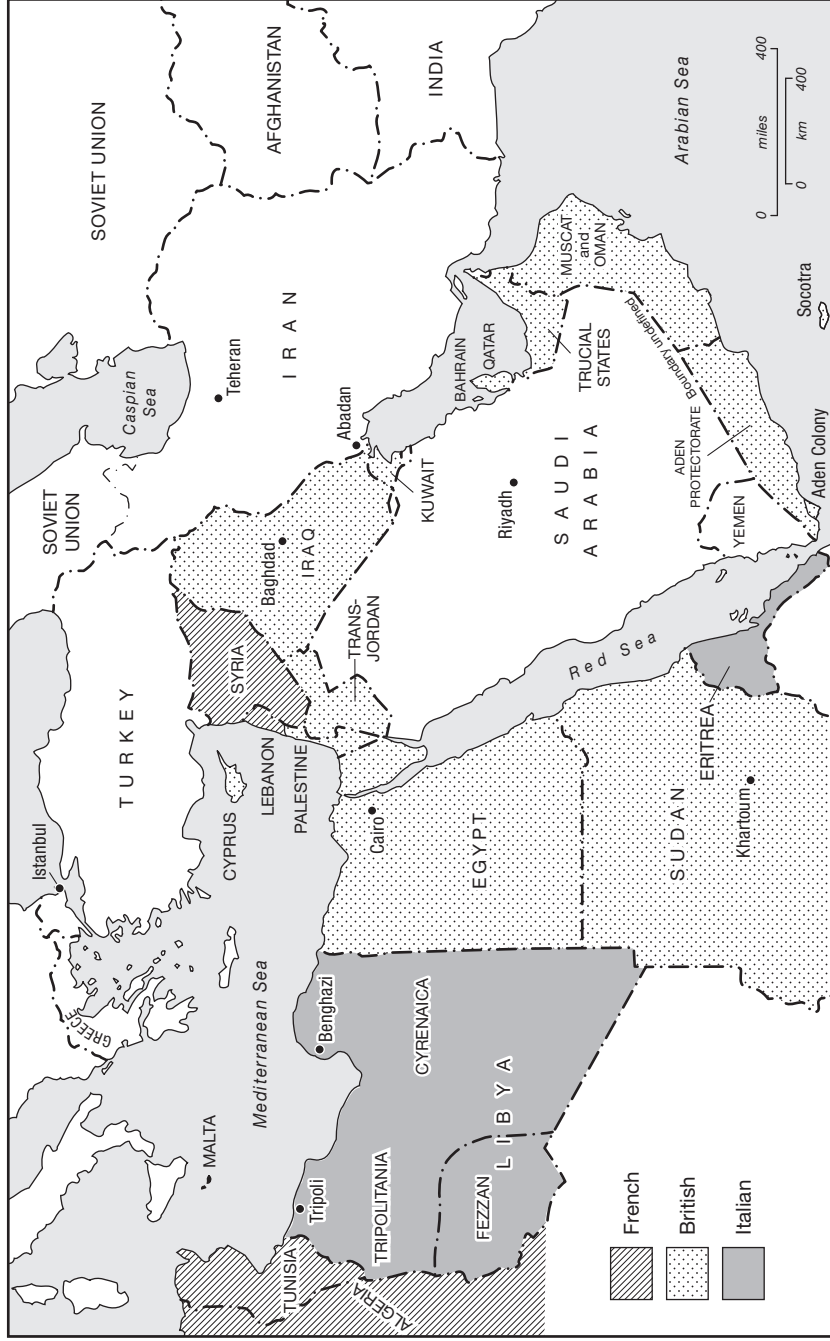 SOVIET UNION
AFGHANISTAN
INDIA
Caspian
Sea
SOVIET
UNION
Teheran
I R A N
Abadan
T U R K E Y
Istanbul
GREECE
SYRIA
Baghdad
IRAQ
KUWAIT
BAHRAIN
QATAR
TRUCIAL
STATES
MUSCAT
and
OMAN
Arabian Sea
CYPRUS
LEBANON
PALESTINE
TRANS-
JORDAN
Riyadh
S A U D I
A R A B I A
Boundary undefined
ADEN
PROTECTORATE
YEMEN
Aden Colony
Socotra
MALTA
Mediterranean Sea
Cairo
EGYPT
Red Sea
Tripoli
Benghazi
TUNISIA
ALGERIA
TRIPOLITANIA
CYRENAICA
FEZZAN
L I B Y A
S U D A N
ERITREA
Khartoum
French
British
Italian
0 miles 400
0 km 400